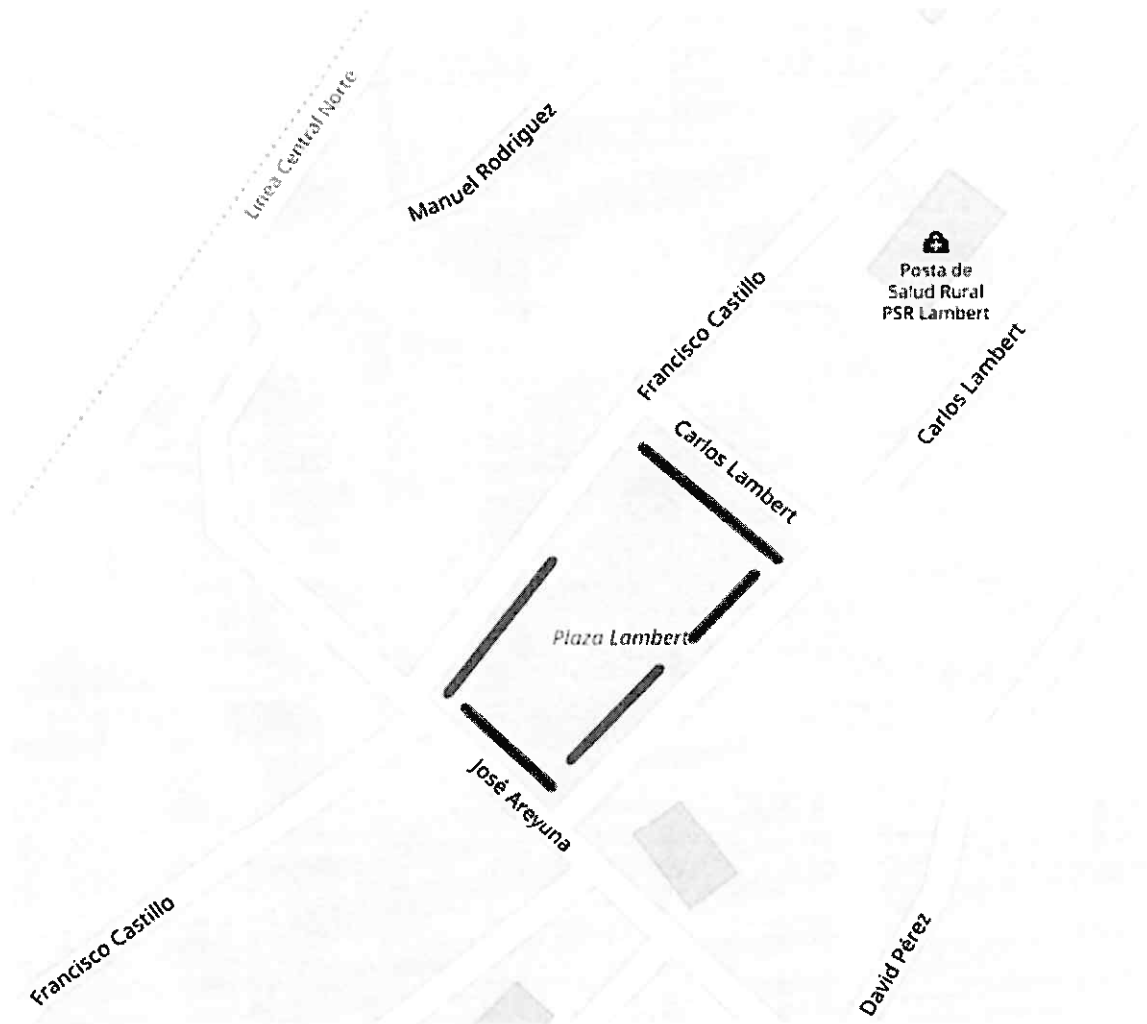 Linea Central Norte
Manuel Rodriguez
Posta de
Salud Rural
PSR Lambert
Francisco Castillo
Carlos Lambert
Carlos Lambert
Plaza Lambert
José Areyuna
Francisco Castillo
David Pérez